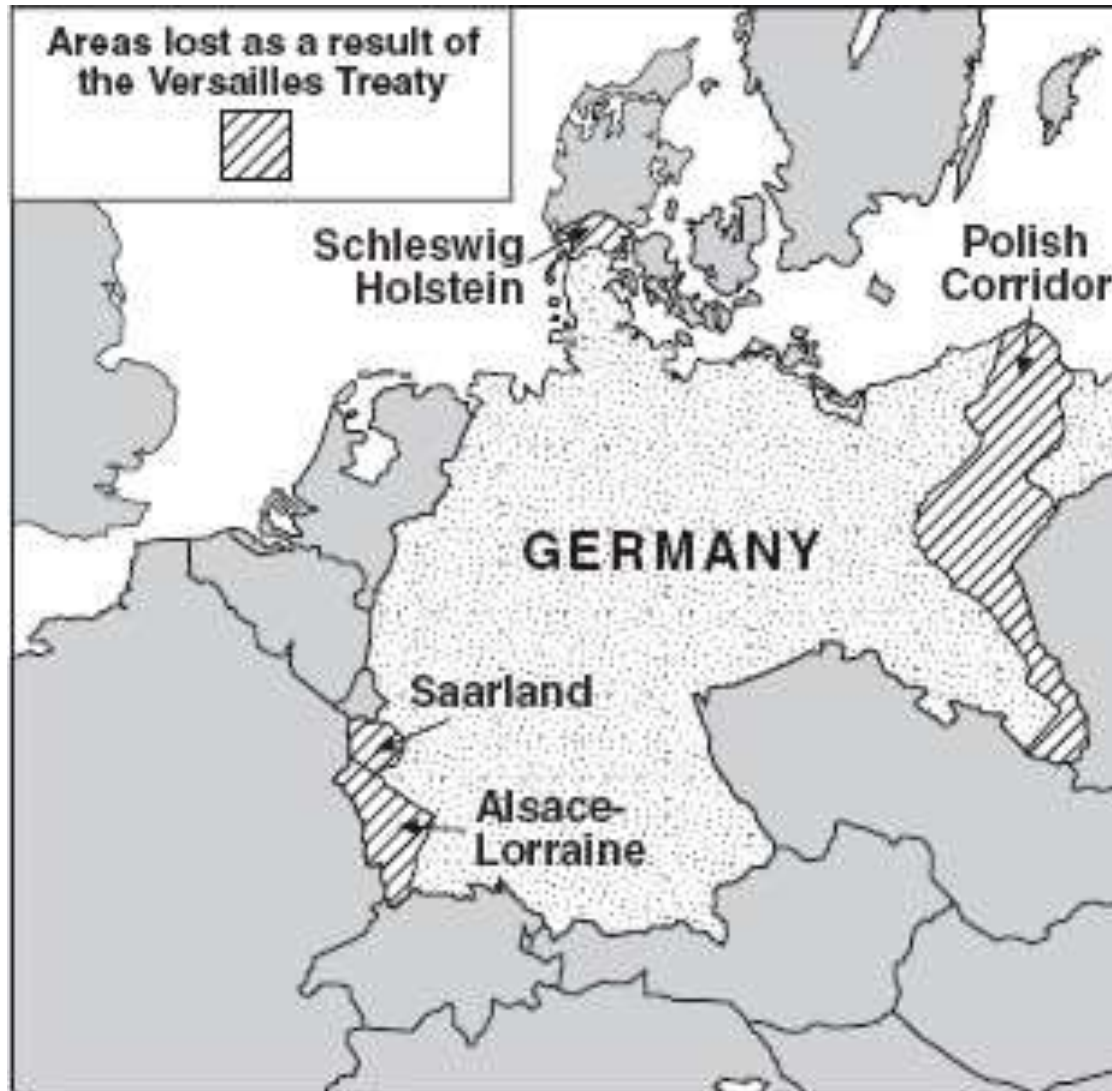 Areas lost as a result of
the Versailles Treaty
Schleswig
Holstein
Polish
Corridor
GERMANY
Saarland
Alsace-
Lorraine